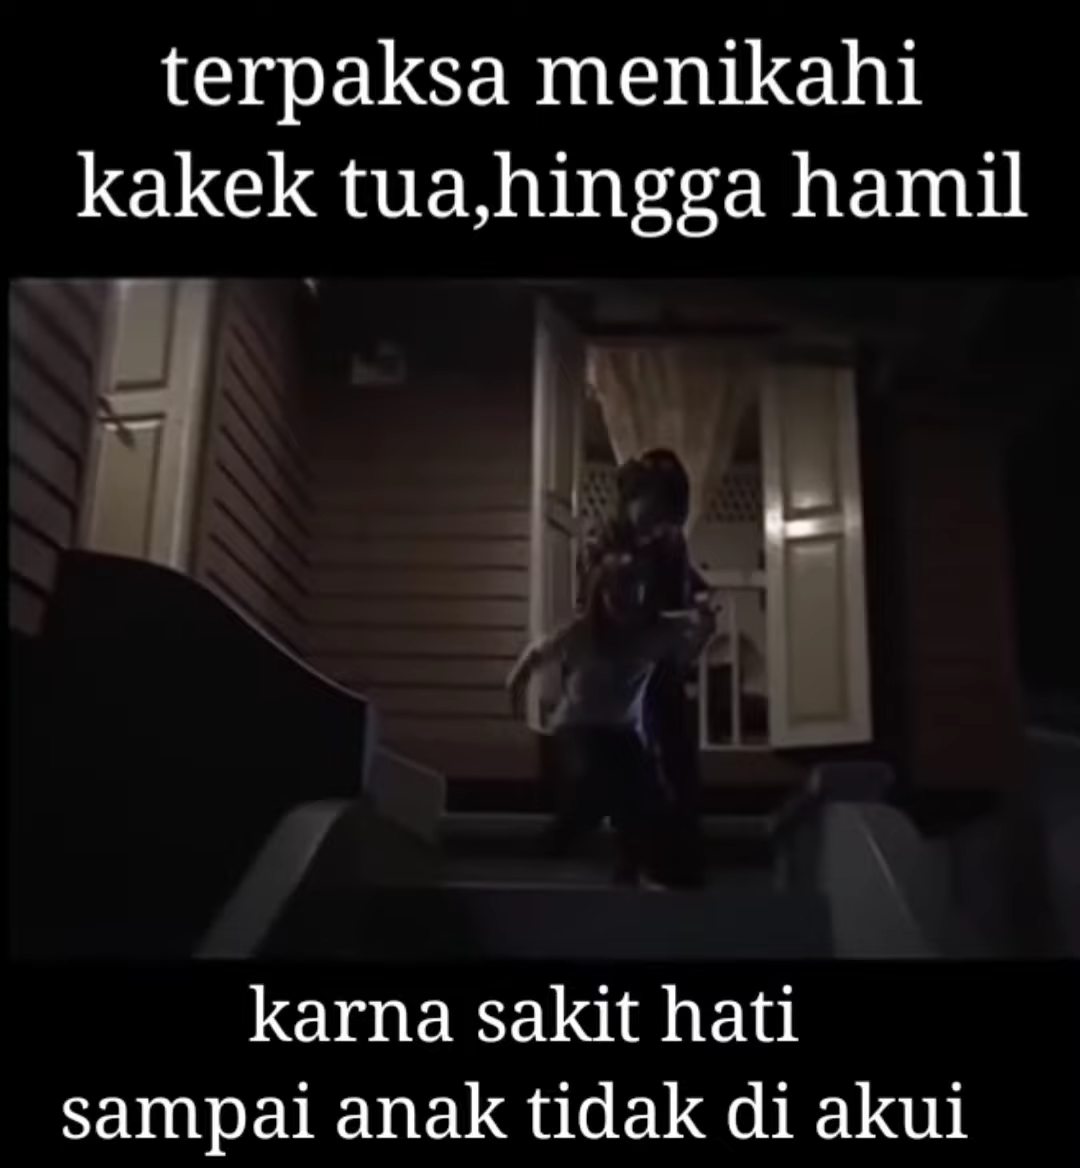 terpaksa menikahi
kakek tua,hingga hamil
karna sakit hati
sampai anak tidak di akui